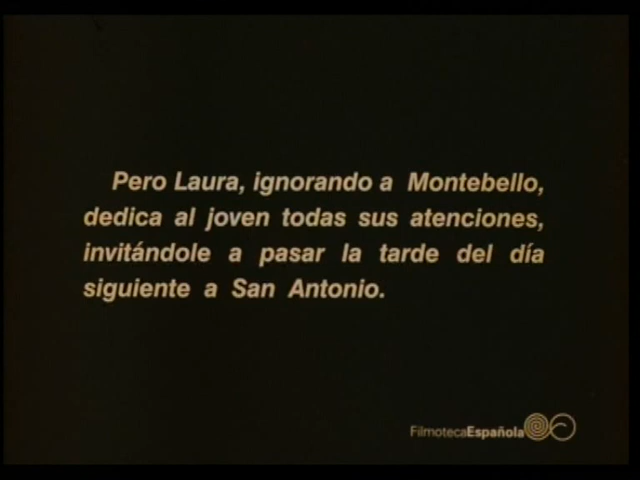 Pero Laura, ignorando a Montebello,
dedica al joven todas sus atenciones,
invitándole a pasar la tarde del día
siguiente a San Antonio.
FilmotecaEspañola